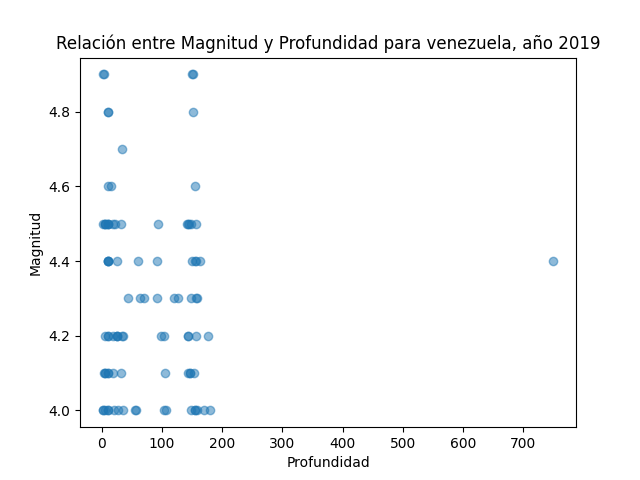 Relación entre Magnitud y Profundidad para venezuela, año 2019
Magnitud
4.8
4.6
4.4
4.2
4.0
0 100 200 300 400 500 600 700
Profundidad